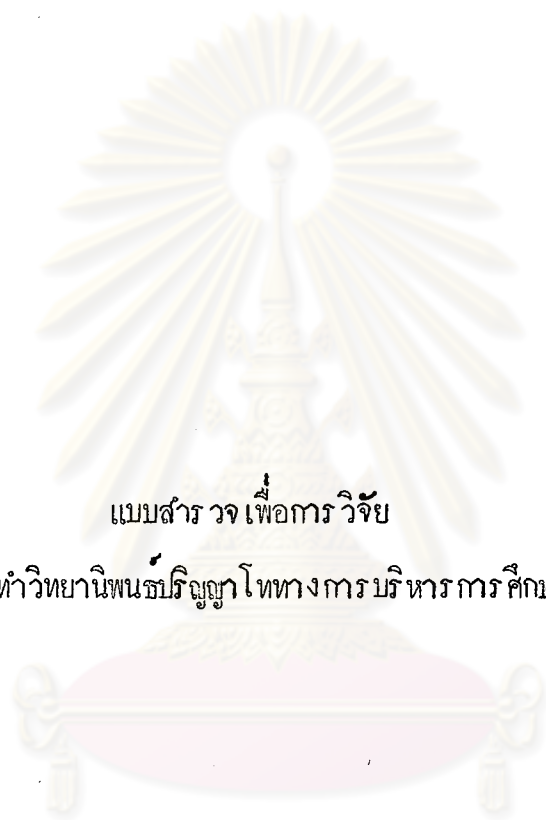 แบบสำรวจเพื่อการวิจัย
ทำวิทยานิพนธ์ปริญญาโททางการบริหารการศึก